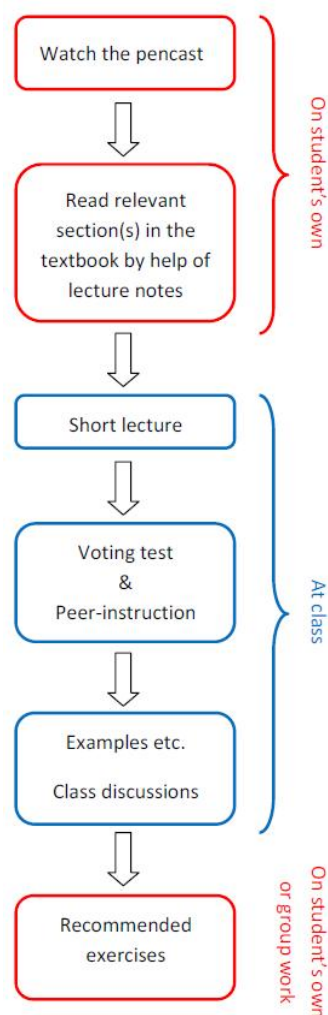 Watch the pencast
On student's own
Read relevant
section(s) in the
textbook by help of
lecture notes
Short lecture
Voting test
&
Peer-instruction
At class
Examples etc.
Class discussions
Recommended
exercises
On student's own
or group work